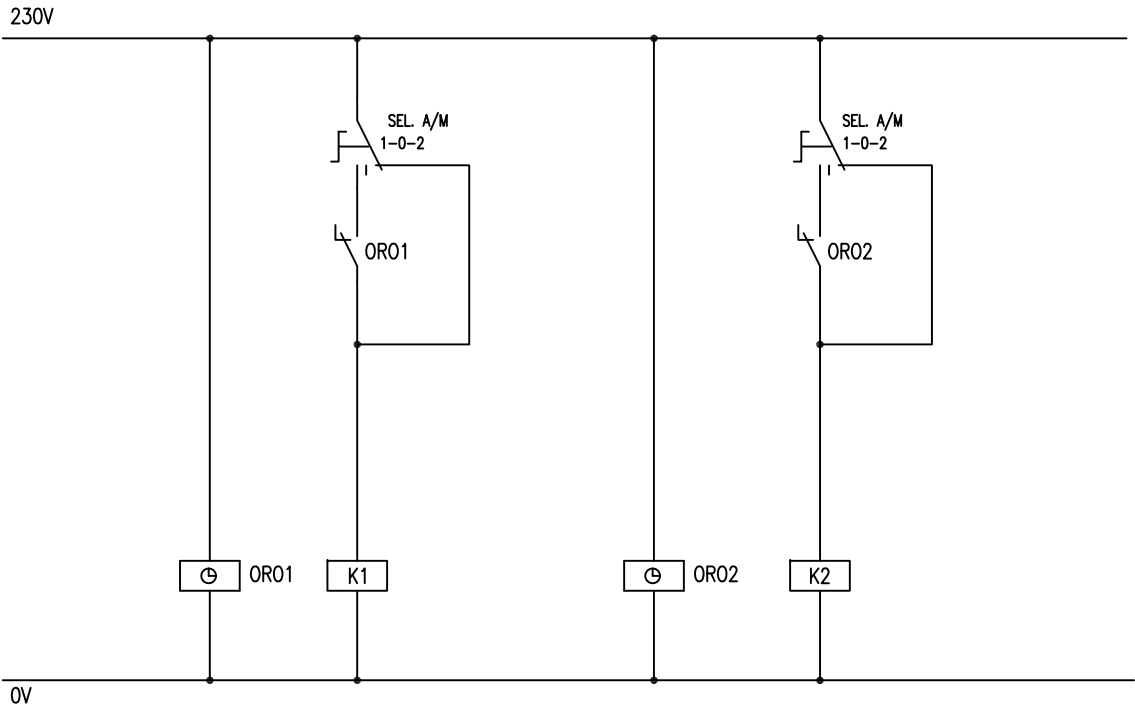 230V
SEL. A/M
1-0-2
SEL. A/M
1-0-2
ORO1
ORO2
ORO1
K1
ORO2
K2
0V